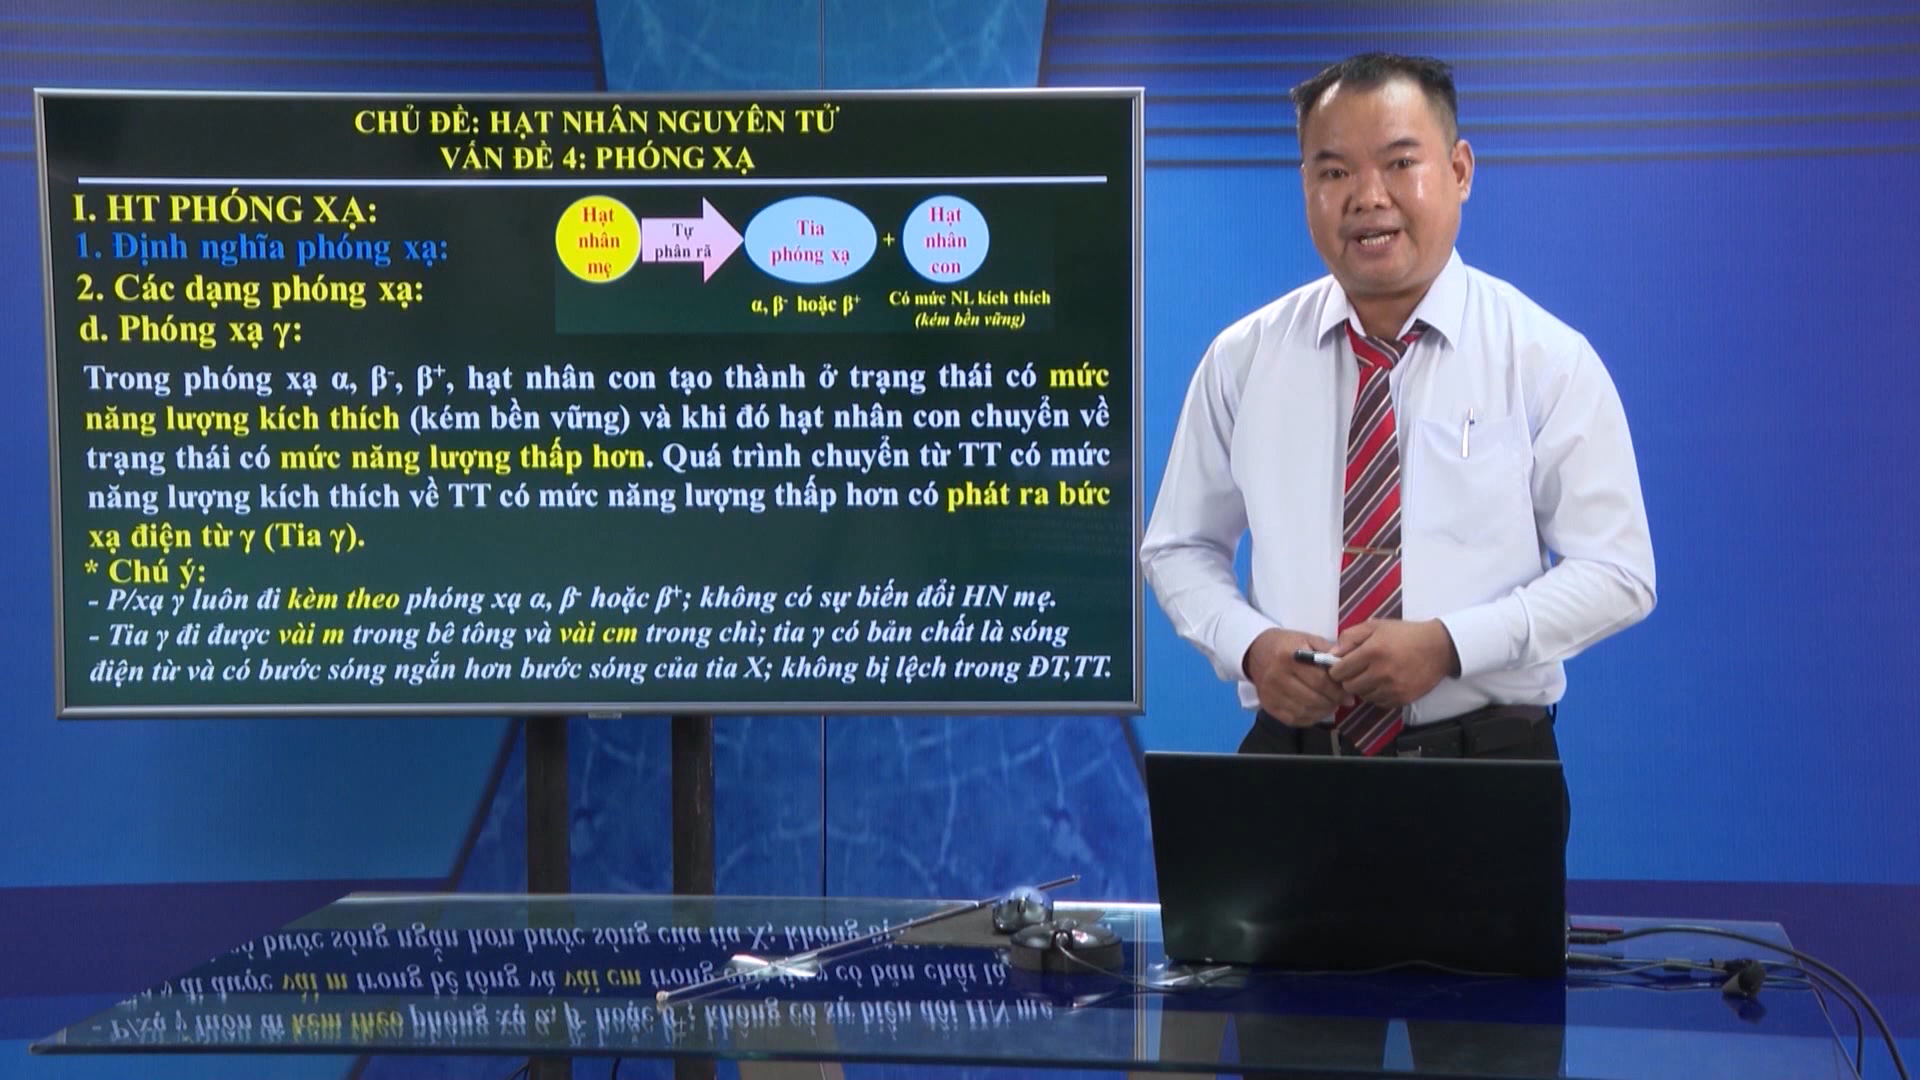 CHỦ ĐỀ: HẠT NHÂN NGUYÊN TỬ
VẤN ĐỀ 4: PHÓNG XẠ
I. HT PHÓNG XẠ:
1. Định nghĩa phóng xạ:
2. Các dạng phóng xạ:
d. Phóng xạ γ:
Hạt
nhân
mẹ
Tự
phân rã
Tia
phóng xạ
+
Hạt
nhân
con
α, β⁻ hoặc β⁺
Có mức NL kích thích
(kém bền vững)
Trong phóng xạ α, β⁻, β⁺, hạt nhân con tạo thành ở trạng thái có mức
năng lượng kích thích (kém bền vững) và khi đó hạt nhân con chuyển về
trạng thái có mức năng lượng thấp hơn. Quá trình chuyển từ TT có mức
năng lượng kích thích về TT có mức năng lượng thấp hơn có phát ra bức
xạ điện từ γ (Tia γ).
* Chú ý:
- P/xạ γ luôn đi kèm theo phóng xạ α, β⁻ hoặc β⁺; không có sự biến đổi HN mẹ.
- Tia γ đi được vài m trong bê tông và vài cm trong chì; tia γ có bản chất là sóng
điện từ và có bước sóng ngắn hơn bước sóng của tia X; không bị lệch trong ĐT,TT.